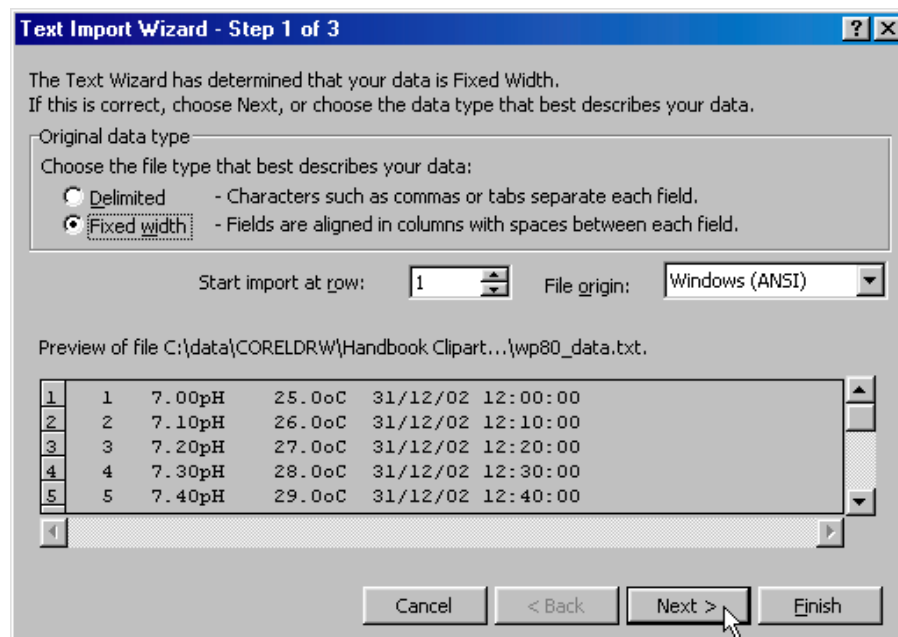 Text Import Wizard - Step 1 of 3
The Text Wizard has determined that your data is Fixed Width.
If this is correct, choose Next, or choose the data type that best describes your data.
Original data type
Choose the file type that best describes your data:
Delimited - Characters such as commas or tabs separate each field.
Fixed width - Fields are aligned in columns with spaces between each field.
Start import at row: 1 File origin: Windows (ANSI)
Preview of file C:\data\CORELDRW\Handbook Clipart...\wp80_data.txt.
1 1 7.00pH 25.0oC 31/12/02 12:00:00
2 2 7.10pH 26.0oC 31/12/02 12:10:00
3 3 7.20pH 27.0oC 31/12/02 12:20:00
4 4 7.30pH 28.0oC 31/12/02 12:30:00
5 5 7.40pH 29.0oC 31/12/02 12:40:00
Cancel < Back Next > Finish